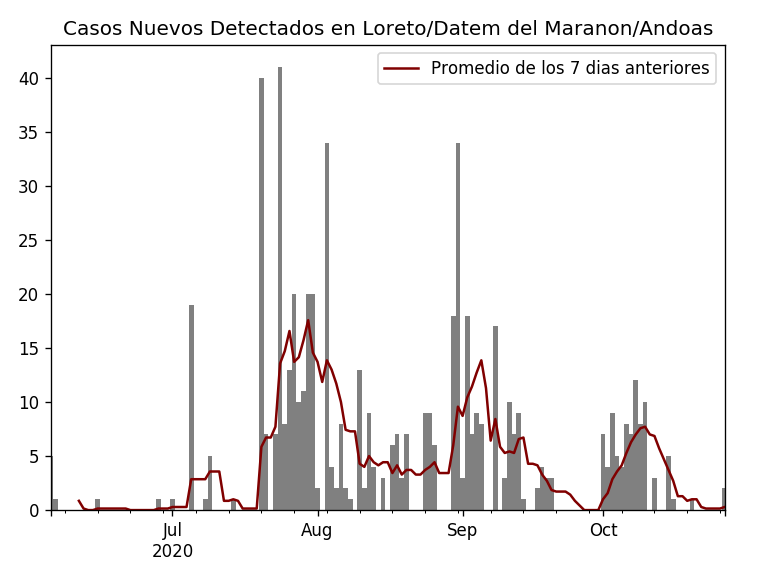 Casos Nuevos Detectados en Loreto/Datem del Maranon/Andoas
Promedio de los 7 dias anteriores
40
35
30
25
20
15
10
5
0
Jul
2020
Aug
Sep
Oct